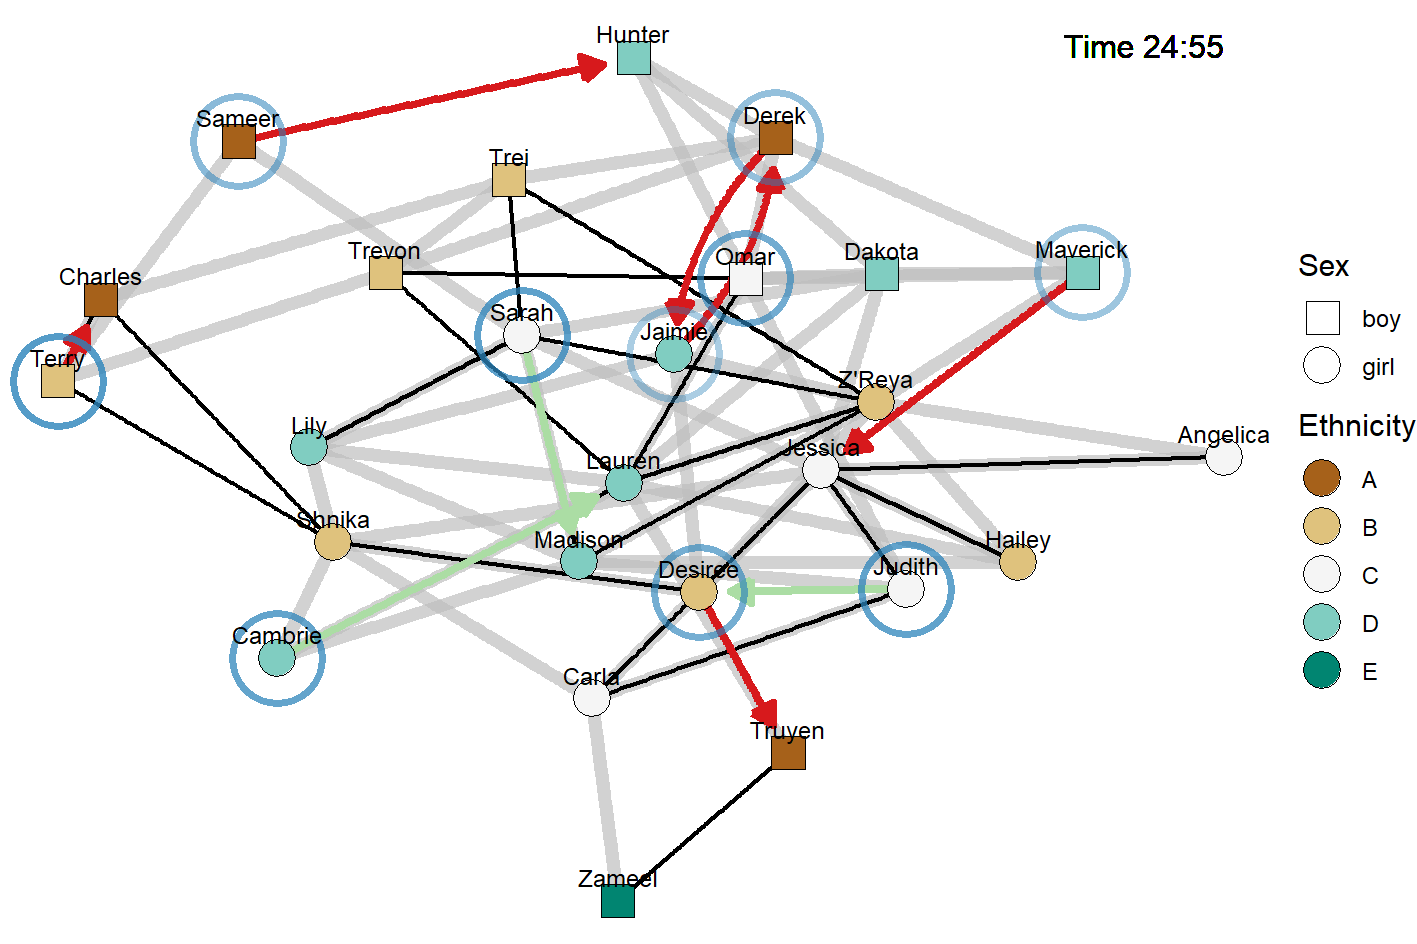 Hunter
Time 24:55
Sameer
Derek
Trei
Trevon
Omar
Dakota
Maverick
Charles
Sarah
Jaimie
Terry
Z'Reya
Lily
Lauren
Jessica
Angelica
Shnika
Madison
Desiree
Judith
Hailey
Cambrie
Carla
Truyen
Zameel
Sex
boy
girl
Ethnicity
A
B
C
D
E